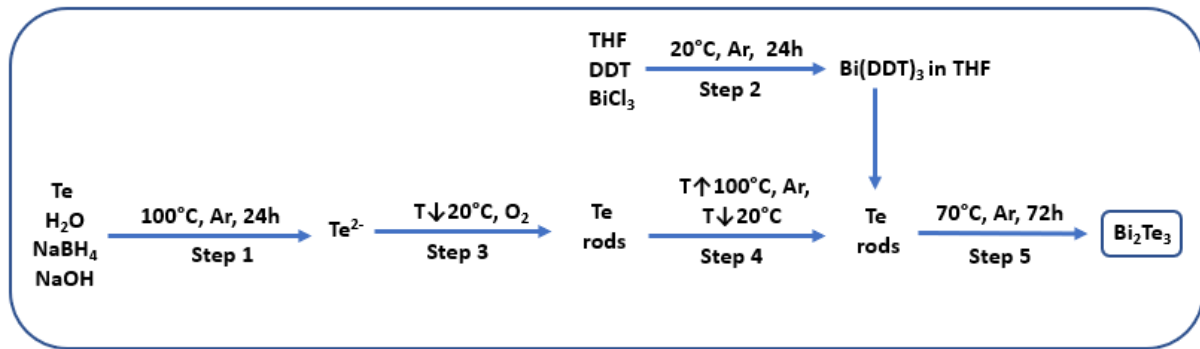 THF
DDT
BiCl₃
20°C, Ar, 24h
Step 2
Bi(DDT)₃ in THF
Te
H₂O
NaBH₄
NaOH
100°C, Ar, 24h
Step 1
Te²⁻
T↓20°C, O₂
Step 3
Te
rods
T↑100°C, Ar,
T↓20°C
Step 4
Te
rods
70°C, Ar, 72h
Step 5
Bi₂Te₃